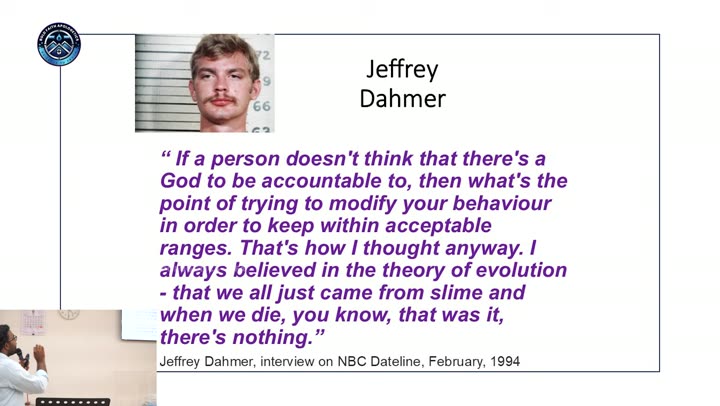 Jeffrey
Dahmer
72
9
66
“ If a person doesn't think that there's a
God to be accountable to, then what's the
point of trying to modify your behaviour
in order to keep within acceptable
ranges. That's how I thought anyway. I
always believed in the theory of evolution
- that we all just came from slime and
when we die, you know, that was it,
there's nothing.”
Jeffrey Dahmer, interview on NBC Dateline, February, 1994